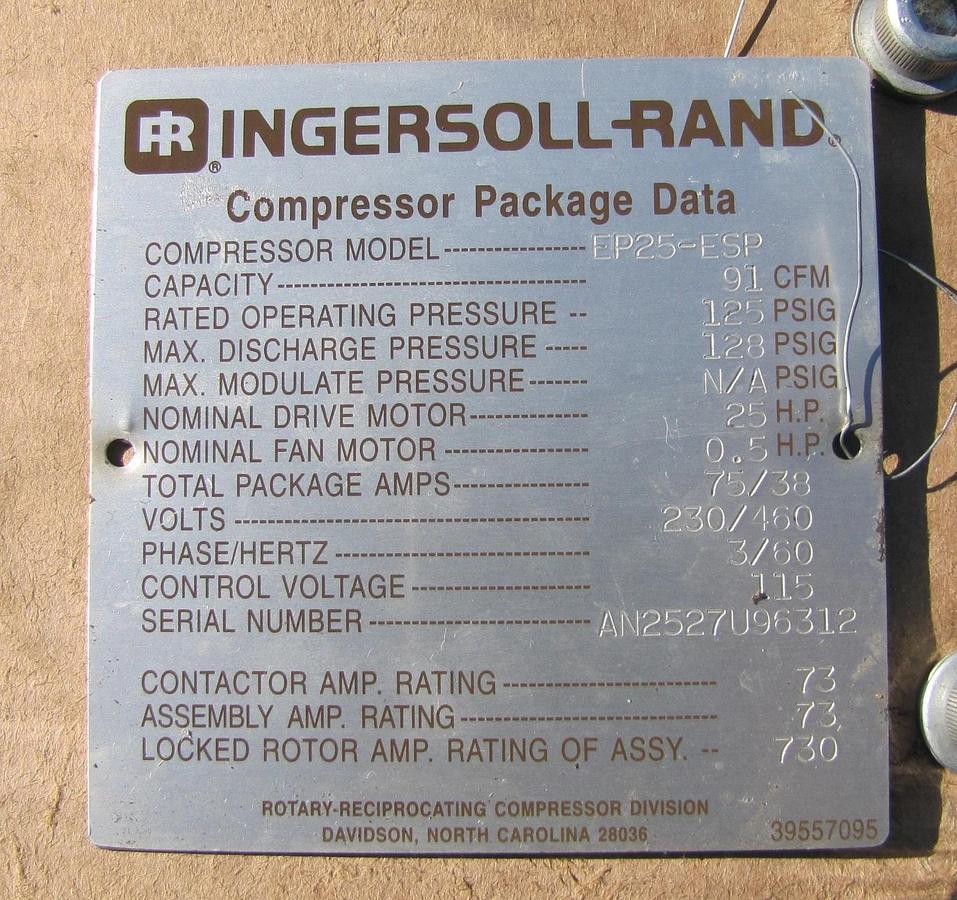 IR® INGERSOLL-RAND®
Compressor Package Data
COMPRESSOR MODEL ----------------- EP25-ESP
CAPACITY ------------------------------------- 91 CFM
RATED OPERATING PRESSURE -- 125 PSIG
MAX. DISCHARGE PRESSURE ----- 128 PSIG
MAX. MODULATE PRESSURE ------- N/A PSIG
NOMINAL DRIVE MOTOR -------------- 25 H.P.
NOMINAL FAN MOTOR ----------------- 0.5 H.P.
TOTAL PACKAGE AMPS ---------------- 75/38
VOLTS ------------------------------------------- 230/460
PHASE/HERTZ ------------------------------- 3/60
CONTROL VOLTAGE --------------------- 115
SERIAL NUMBER -------------------------- AN2527U96312
CONTACTOR AMP. RATING -------------------------- 73
ASSEMBLY AMP. RATING ------------------------------- 73
LOCKED ROTOR AMP. RATING OF ASSY. -- 730
ROTARY-RECIPROCATING COMPRESSOR DIVISION
DAVIDSON, NORTH CAROLINA 28036
39557095